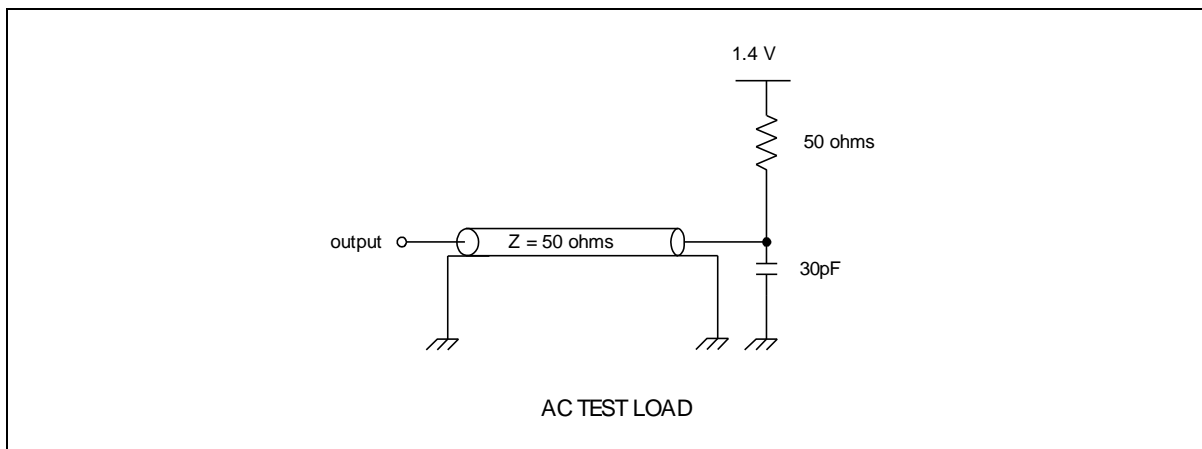 1.4 V
50 ohms
output
Z = 50 ohms
30pF
AC TEST LOAD